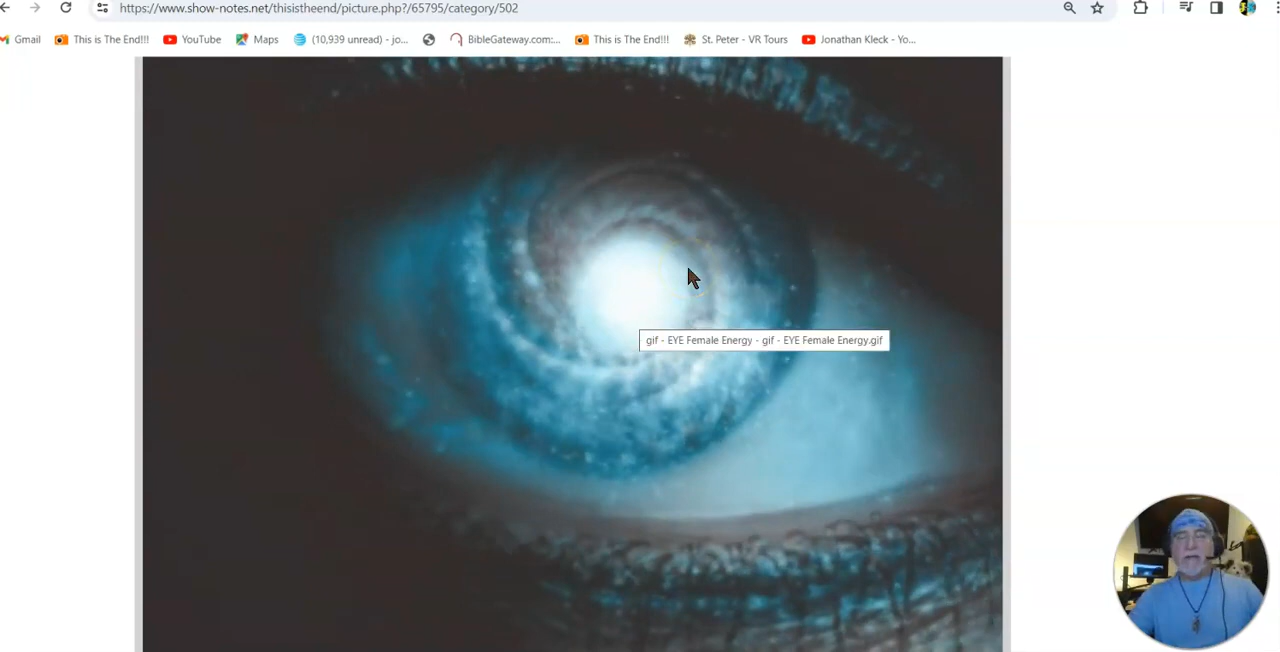 https://www.show-notes.net/thisistheend/picture.php?/65795/category/502
Gmail This is The End!!! YouTube Maps (10,939 unread) - jo... BibleGateway.com:... This is The End!!! St. Peter - VR Tours Jonathan Kleck - Yo...
gif - EYE Female Energy - gif - EYE Female Energy.gif